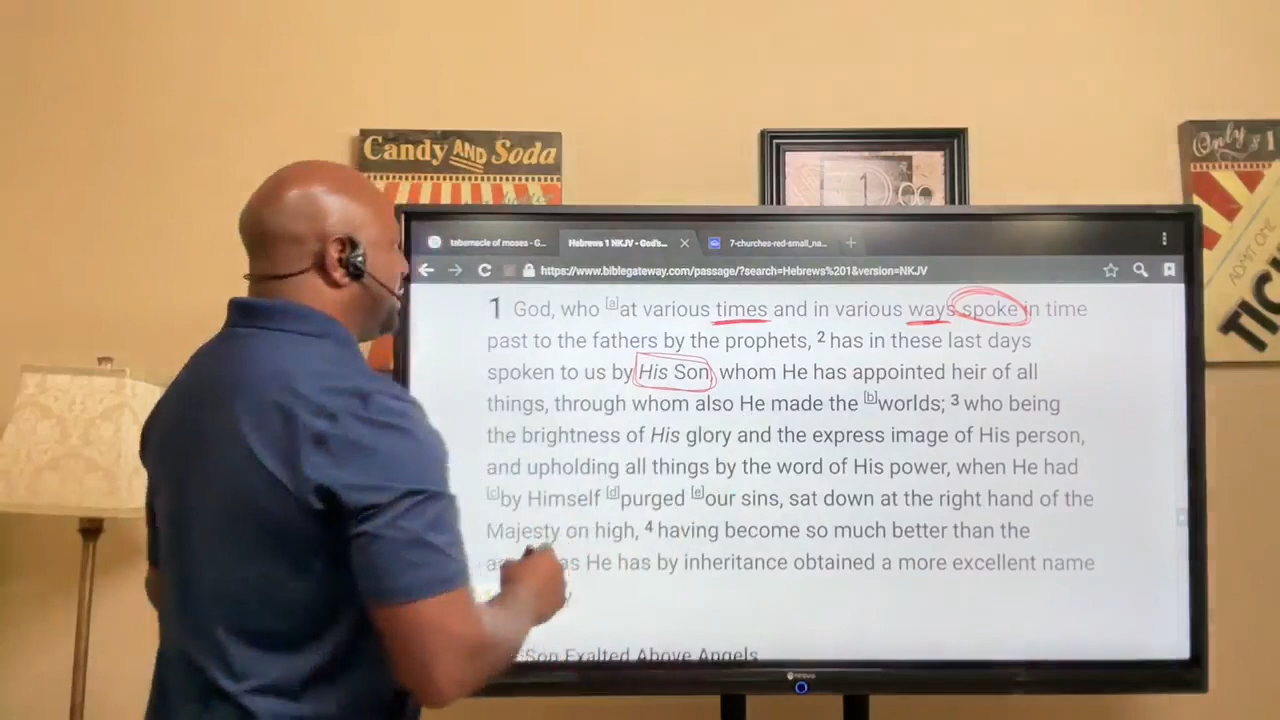 Candy AND Soda
1
Only 
ADMIT ONE
TIC
tabernacle of moses - G...
Hebrews 1 NKJV - God's...
7-churches-red-small_na...
https://www.biblegateway.com/passage/?search=Hebrews%201&version=NKJV
1 God, who [a]at various times and in various ways spoke in time
past to the fathers by the prophets, 2 has in these last days
spoken to us by His Son, whom He has appointed heir of all
things, through whom also He made the [b]worlds; 3 who being
the brightness of His glory and the express image of His person,
and upholding all things by the word of His power, when He had
[c]by Himself [d]purged [e]our sins, sat down at the right hand of the
Majesty on high, 4 having become so much better than the
as He has by inheritance obtained a more excellent name
Son Exalted Above Angels